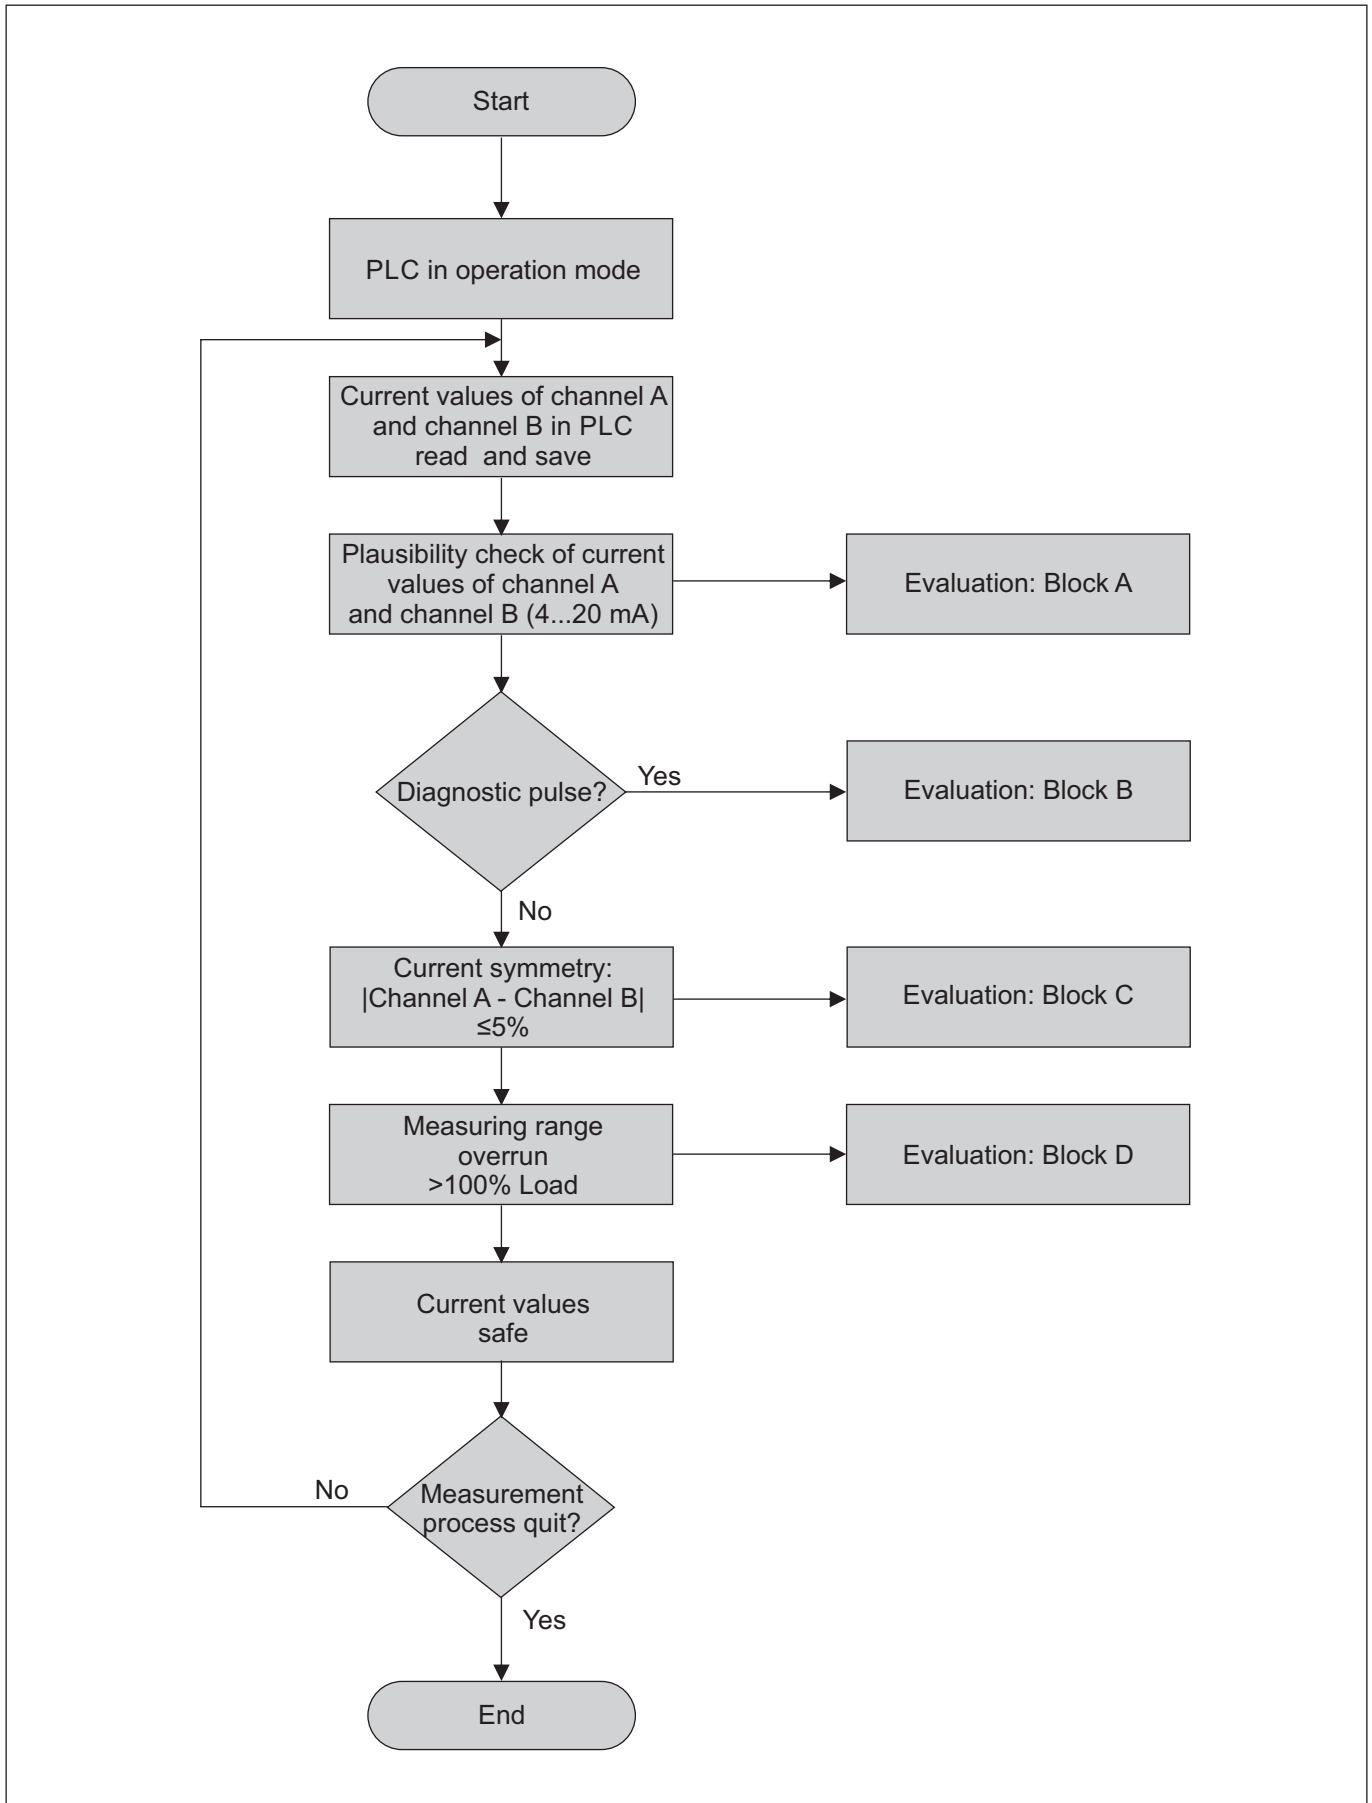 Start
PLC in operation mode
Current values of channel A
and channel B in PLC
read  and save
Plausibility check of current
values of channel A
and channel B (4...20 mA)
Evaluation: Block A
Diagnostic pulse?
Yes
Evaluation: Block B
No
Current symmetry:
|Channel A - Channel B|
≤5%
Evaluation: Block C
Measuring range
overrun
>100% Load
Evaluation: Block D
Current values
safe
No
Measurement
process quit?
Yes
End